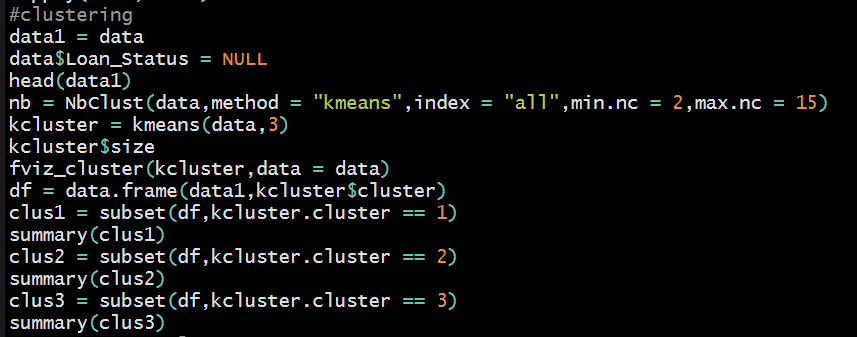 #clustering
data1 = data
data$Loan_Status = NULL
head(data1)
nb = NbClust(data,method = "kmeans",index = "all",min.nc = 2,max.nc = 15)
kcluster = kmeans(data,3)
kcluster$size
fviz_cluster(kcluster,data = data)
df = data.frame(data1,kcluster$cluster)
clus1 = subset(df,kcluster.cluster == 1)
summary(clus1)
clus2 = subset(df,kcluster.cluster == 2)
summary(clus2)
clus3 = subset(df,kcluster.cluster == 3)
summary(clus3)